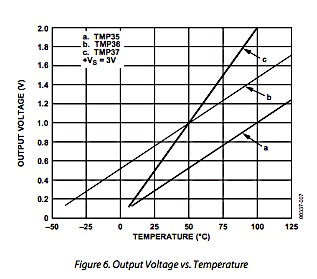 2.0
1.8
1.6
1.4
1.2
1.0
0.8
0.6
0.4
0.2
0
OUTPUT VOLTAGE (V)
a. TMP35
b. TMP36
c. TMP37
+VS = 3V
c
b
a
–50 –25 0 25 50 75 100 125
TEMPERATURE (°C)
00337-007
Figure 6. Output Voltage vs. Temperature